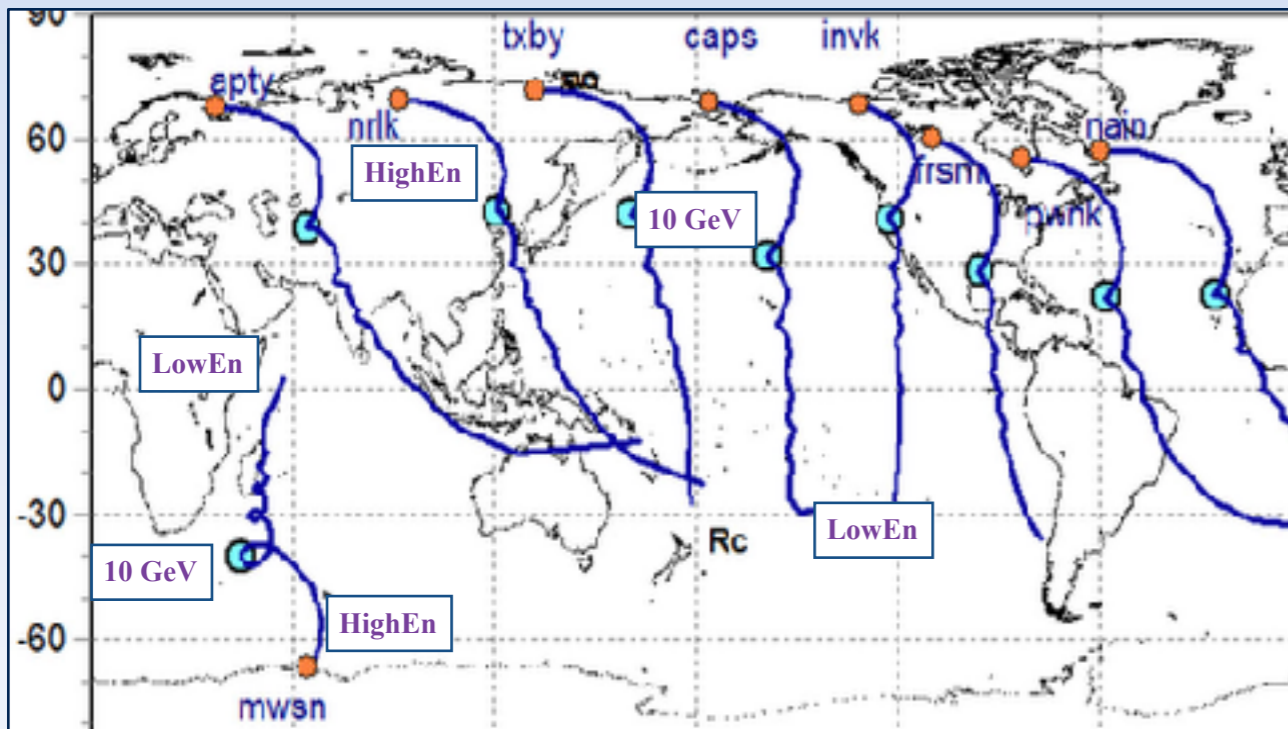 90
txby
caps
invk
apty
nrlk
nain
60
HighEn
frsm
10 GeV
pwnk
30
LowEn
0
-30
LowEn
Rc
10 GeV
HighEn
-60
mwsn